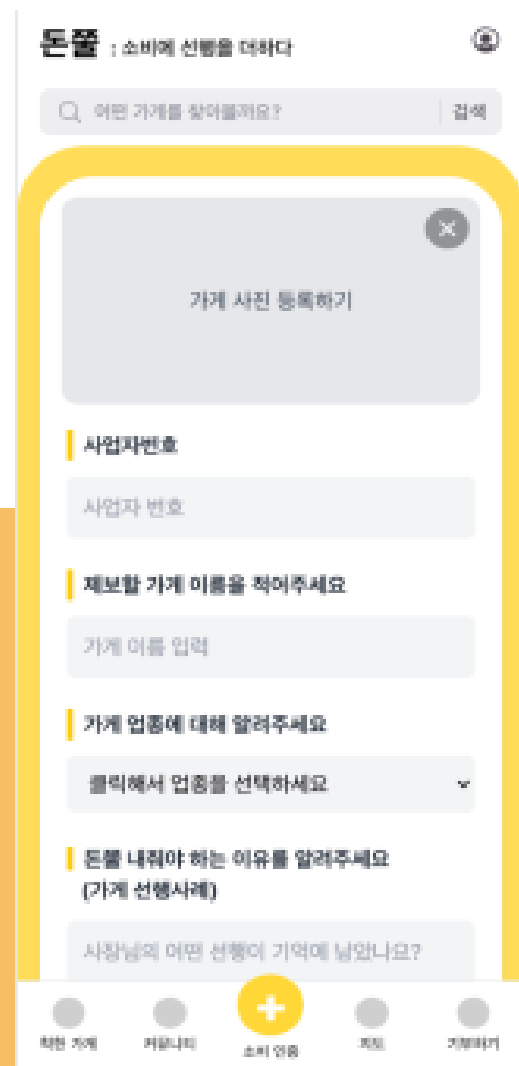 돈쭐 : 소비에 선행을 더하다
어떤 가게를 찾아볼까요? 검색
가게 사진 등록하기
사업자번호
사업자 번호
제보할 가게 이름을 적어주세요
가게 이름 입력
가게 업종에 대해 알려주세요
클릭해서 업종을 선택하세요
돈쭐 내줘야 하는 이유를 알려주세요
(가게 선행사례)
사장님의 어떤 선행이 기억에 남았나요?
착한 가게 커뮤니티 소비 인증 지도 기부하기